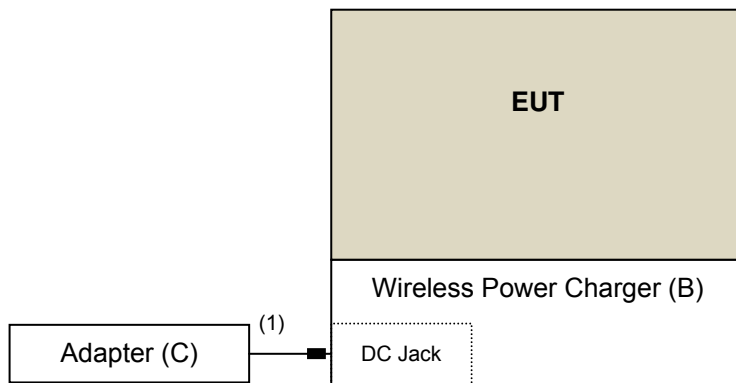 EUT
Wireless Power Charger (B)
(1)
Adapter (C)
DC Jack